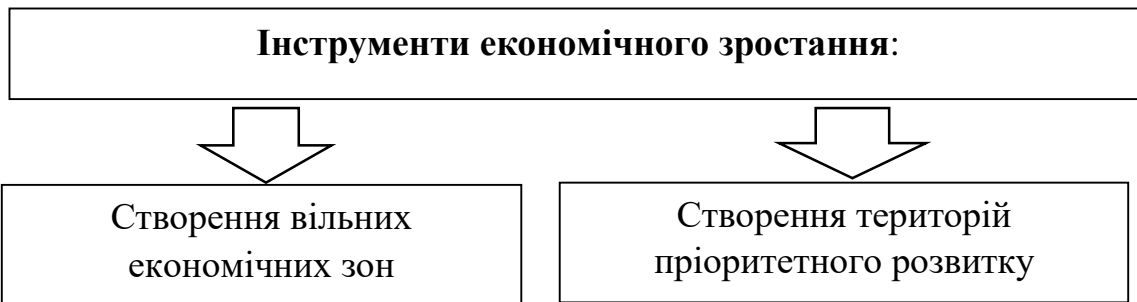 Інструменти економічного зростання:
Створення вільних
економічних зон
Створення територій
пріоритетного розвитку